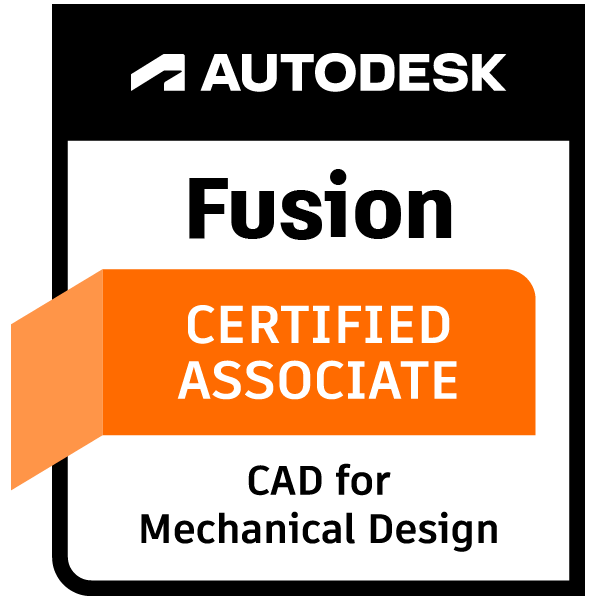 AUTODESK
Fusion
CERTIFIED
ASSOCIATE
CAD for
Mechanical Design